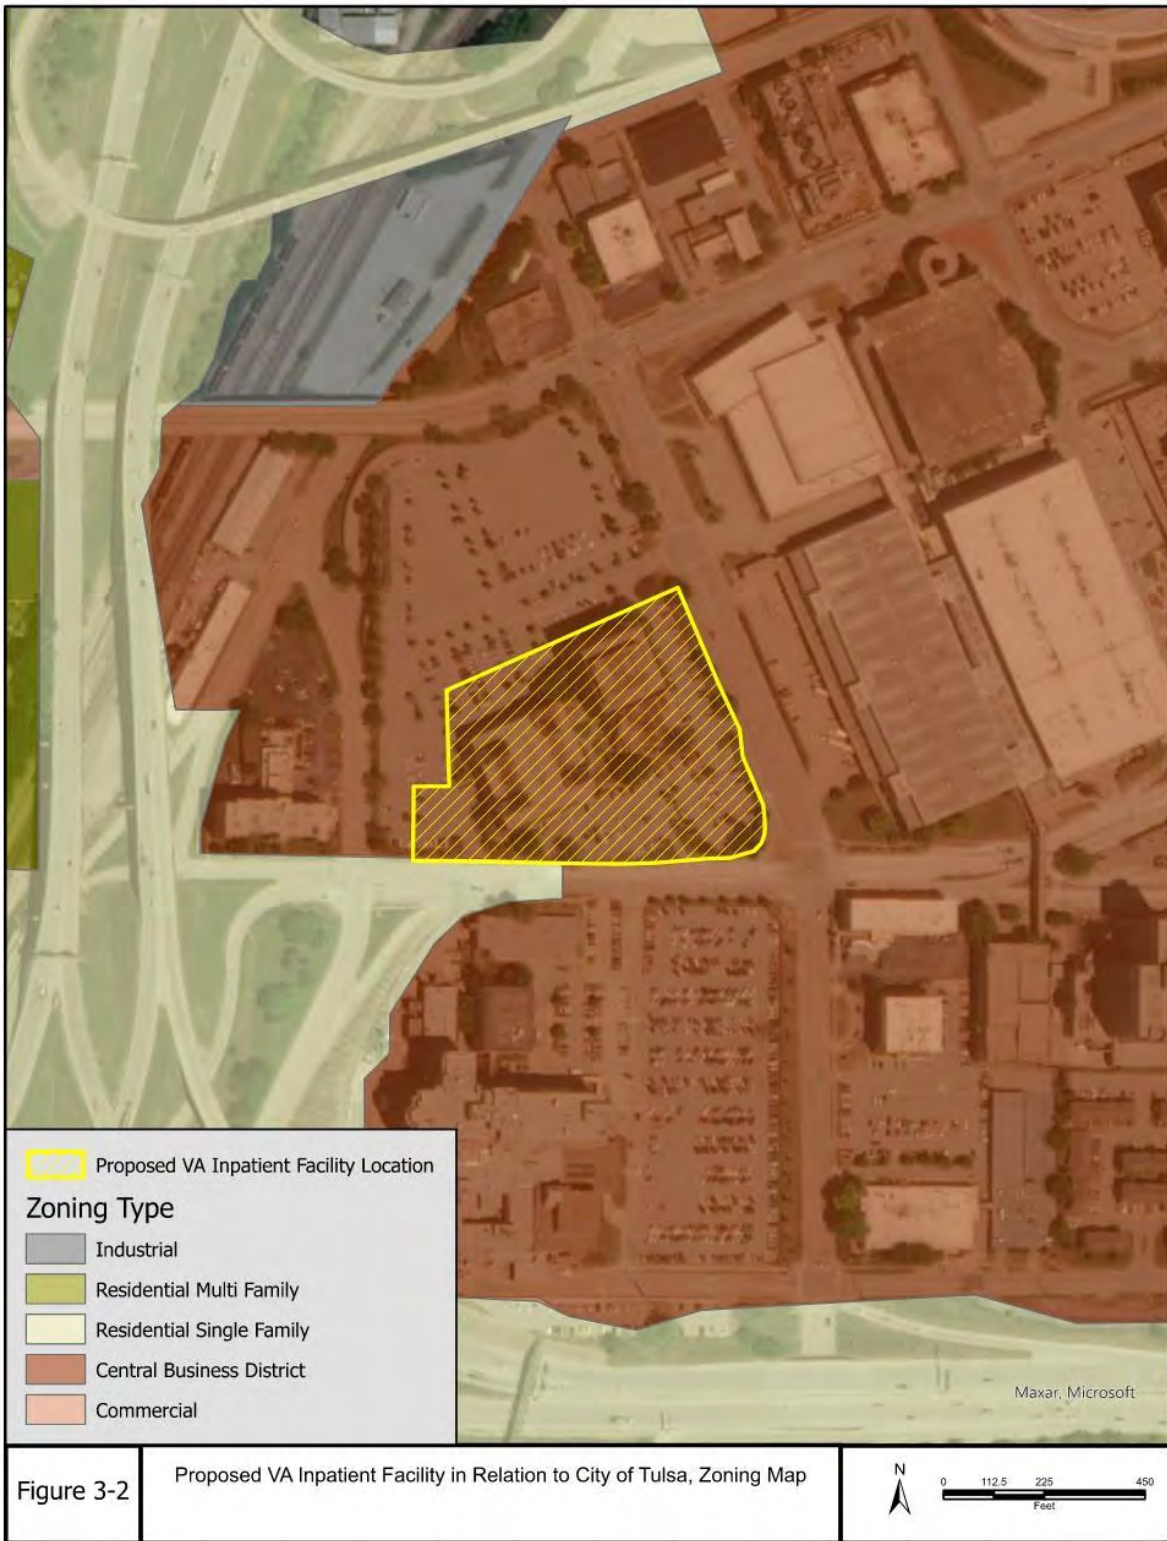 Maxar, Microsoft
Proposed VA Inpatient Facility Location
Zoning Type
Industrial
Residential Multi Family
Residential Single Family
Central Business District
Commercial
Figure 3-2
Proposed VA Inpatient Facility in Relation to City of Tulsa, Zoning Map
N
0 112.5 225 450
Feet